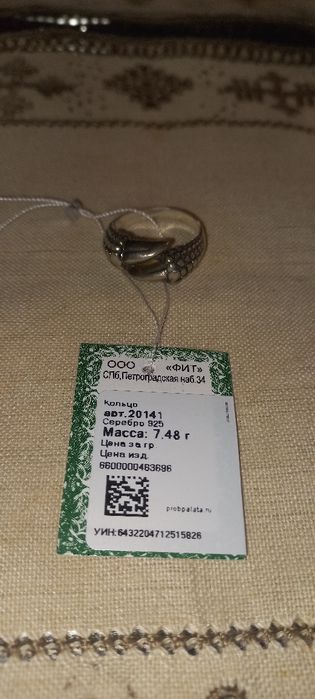 ООО «ФИТ»
СПб,Петроградская наб.34
Кольцо
арт.20141
Серебро 925
Масса: 7.48 г
Цена за гр
Цена изд.
6600000463696
probpalata.ru
УИН:6432204712515826